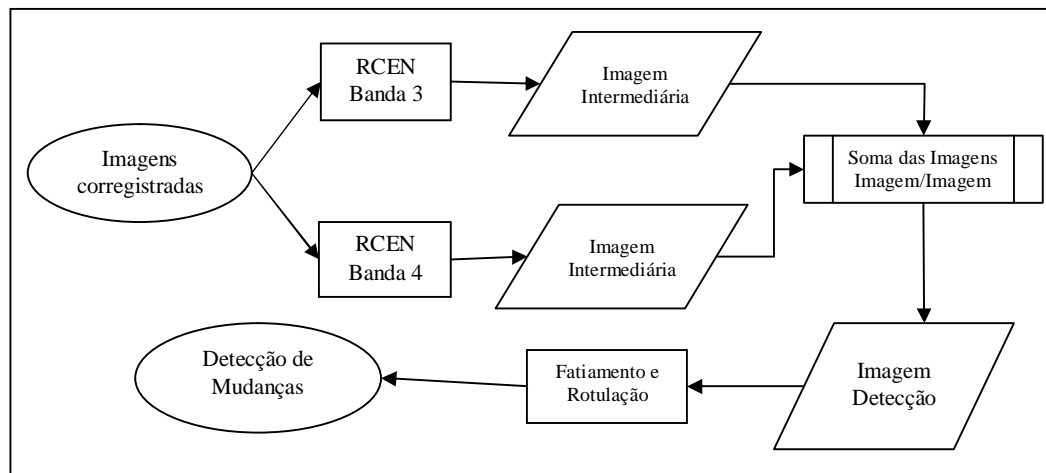 RCEN
Banda 3
Imagem
Intermediária
Imagens
corregistradas
Soma das Imagens
Imagem/Imagem
RCEN
Banda 4
Imagem
Intermediária
Detecção de
Mudanças
Fatiamento e
Rotulação
Imagem
Detecção